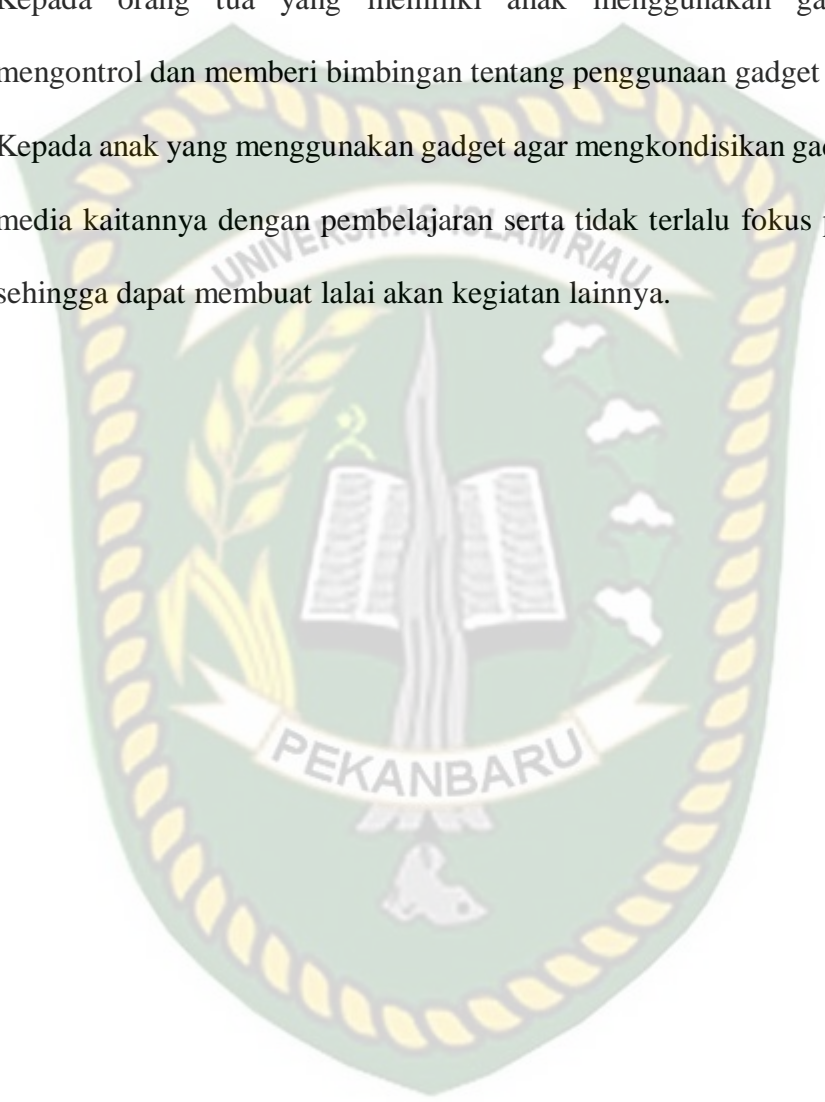 Kepada orang tua yang memiliki anak menggunakan
mengontrol dan memberi bimbingan tentang penggunaan gadget
Kepada anak yang menggunakan gadget agar mengkondisikan
media kaitannya dengan pembelajaran serta tidak terlalu fokus
sehingga dapat membuat lalai akan kegiatan lainnya.
UNIVERSITAS ISLAM RIAU
PEKANBARU